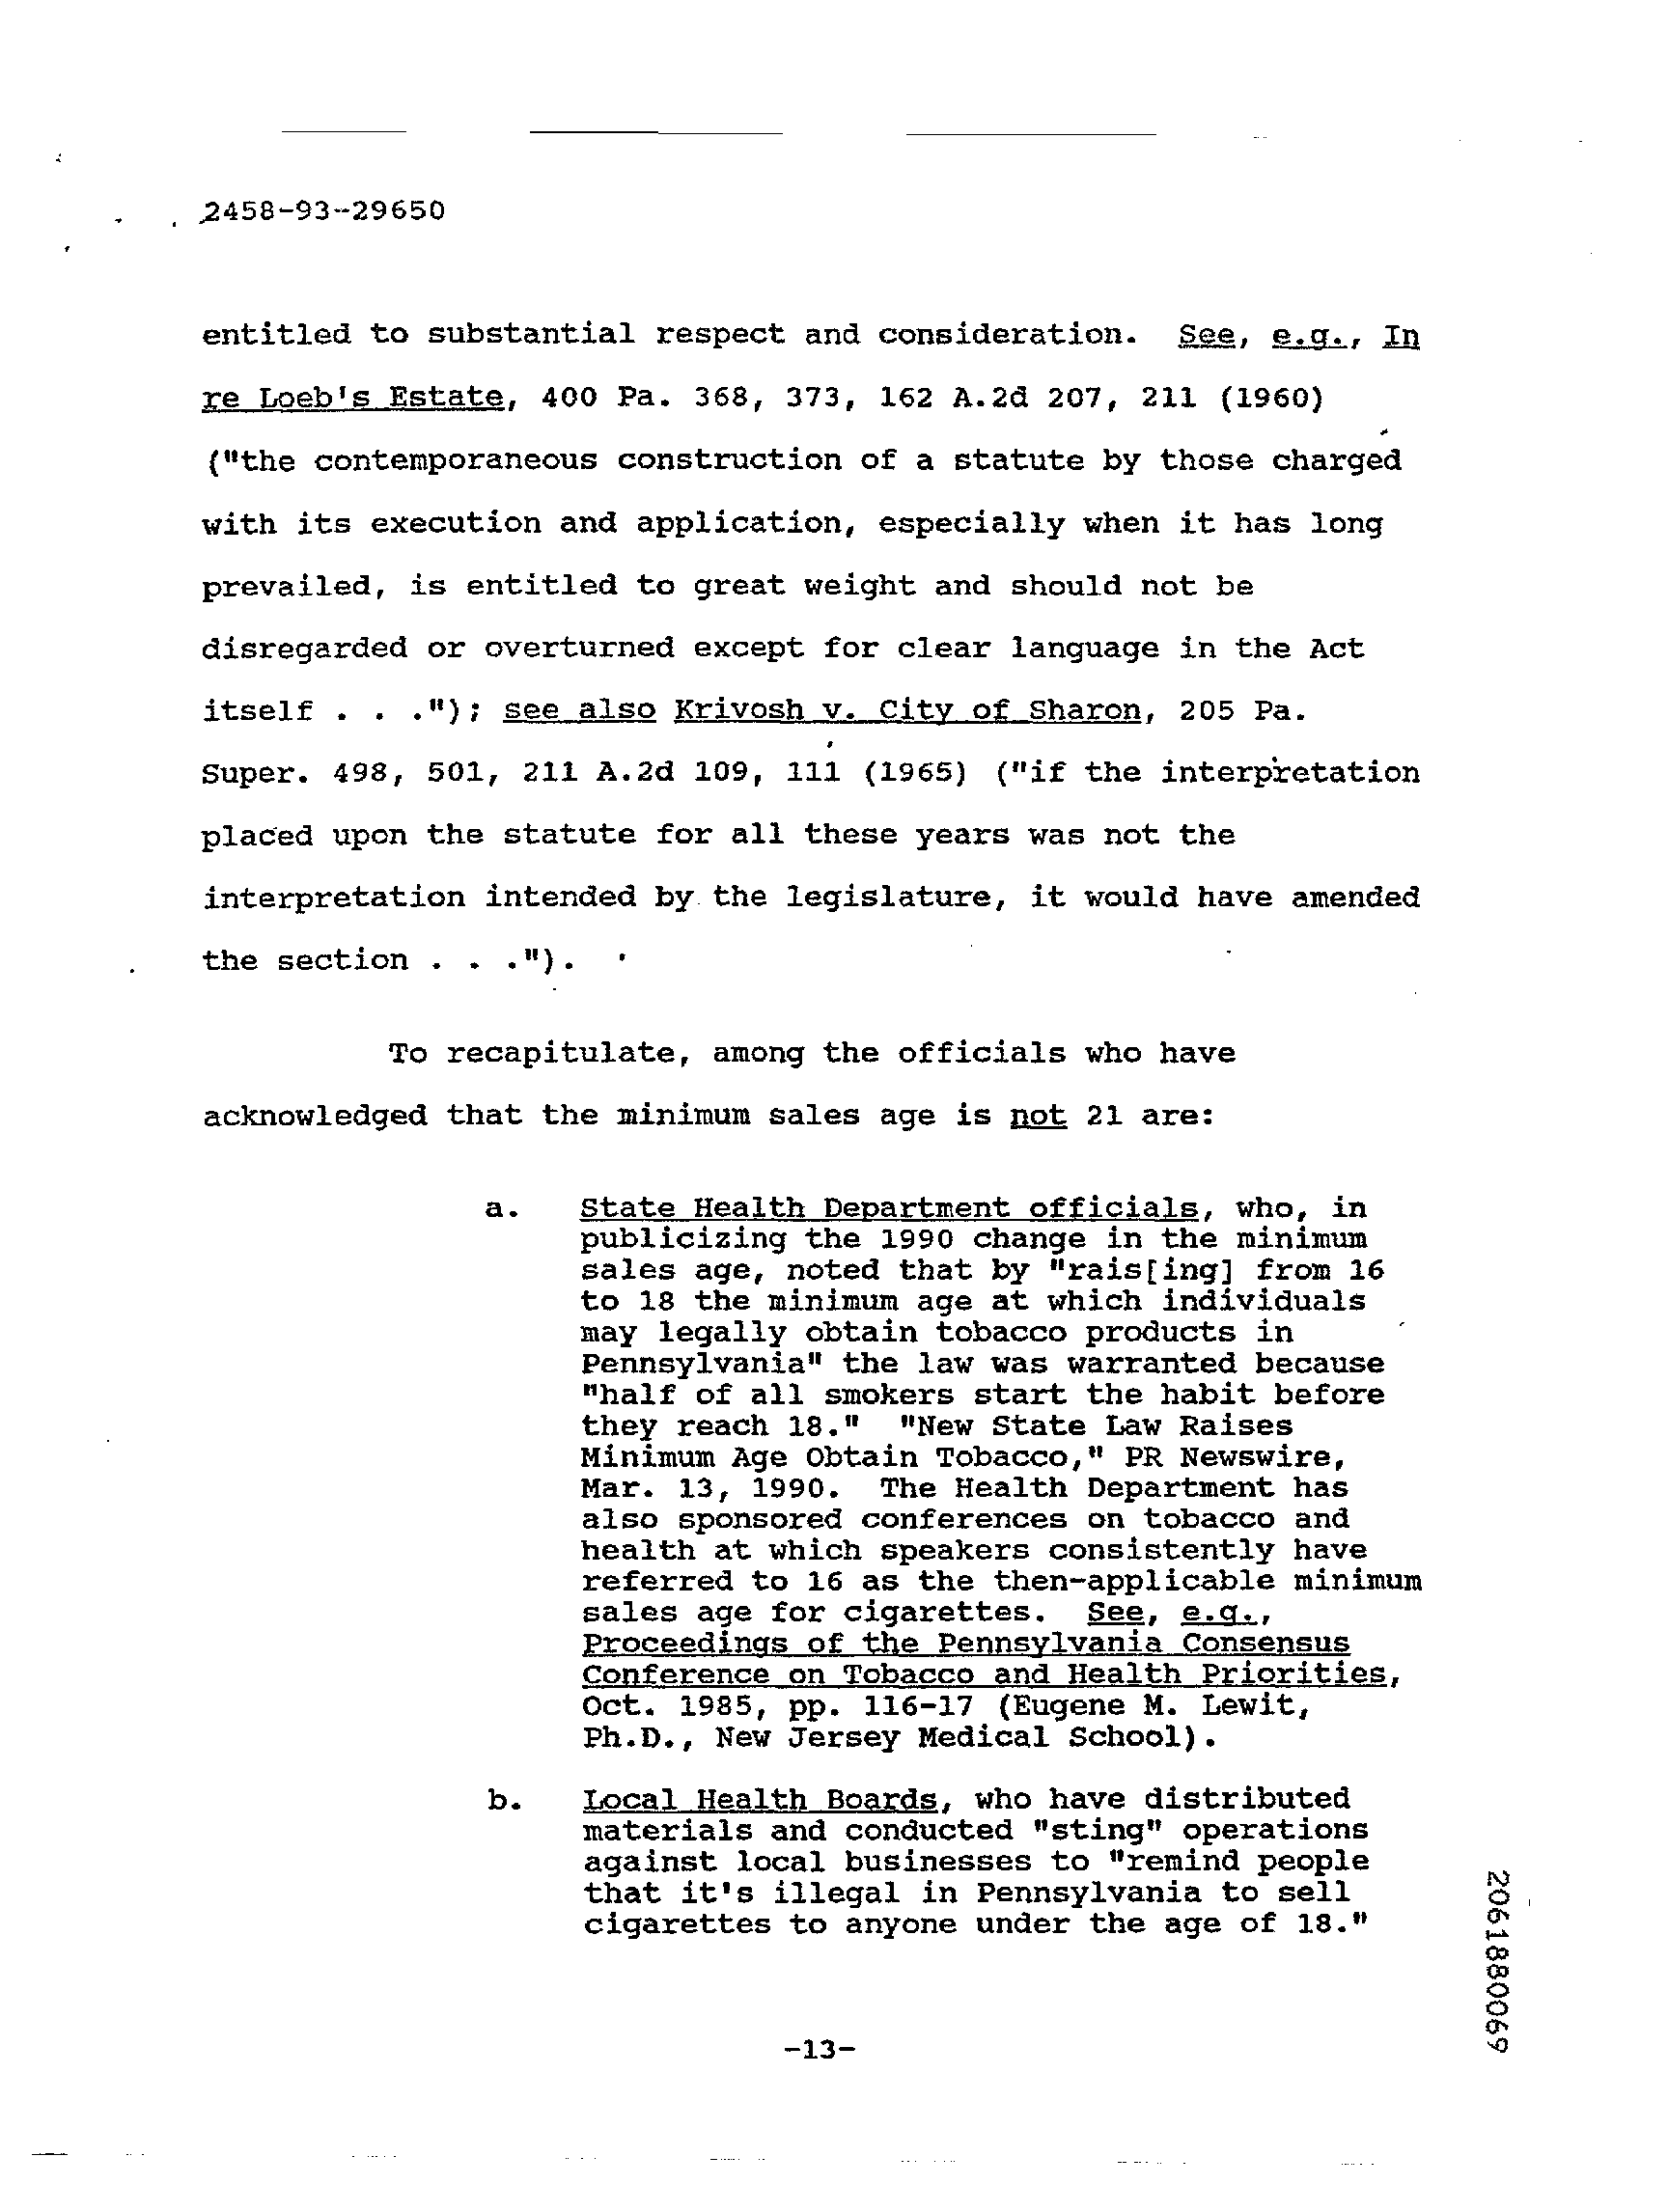 2458-93--29650
entitled to substantial respect and consideration. See, e.g., In
re Loeb's Estate, 400 Pa. 368, 373, 162 A.2d 207, 211 (1960)
("the contemporaneous construction of a statute by those charged
with its execution and application, especially when it has long
prevailed, is entitled to great weight and should not be
disregarded or overturned except for clear language in the Act
itself . . ."); see also Krivosh v. City of Sharon, 205 Pa.
Super. 498, 501, 211 A.2d 109, 111 (1965) ("if the interpretation
placed upon the statute for all these years was not the
interpretation intended by the legislature, it would have amended
the section . . .").
To recapitulate, among the officials who have
acknowledged that the minimum sales age is not 21 are:
a. State Health Department officials, who, in
publicizing the 1990 change in the minimum
sales age, noted that by "rais[ing] from 16
to 18 the minimum age at which individuals
may legally obtain tobacco products in
Pennsylvania" the law was warranted because
"half of all smokers start the habit before
they reach 18." "New State Law Raises
Minimum Age Obtain Tobacco," PR Newswire,
Mar. 13, 1990. The Health Department has
also sponsored conferences on tobacco and
health at which speakers consistently have
referred to 16 as the then-applicable minimum
sales age for cigarettes. See, e.g.,
Proceedings of the Pennsylvania Consensus
Conference on Tobacco and Health Priorities,
Oct. 1985, pp. 116-17 (Eugene M. Lewit,
Ph.D., New Jersey Medical School).
b. Local Health Boards, who have distributed
materials and conducted "sting" operations
against local businesses to "remind people
that it's illegal in Pennsylvania to sell
cigarettes to anyone under the age of 18."
2061880069
-13-